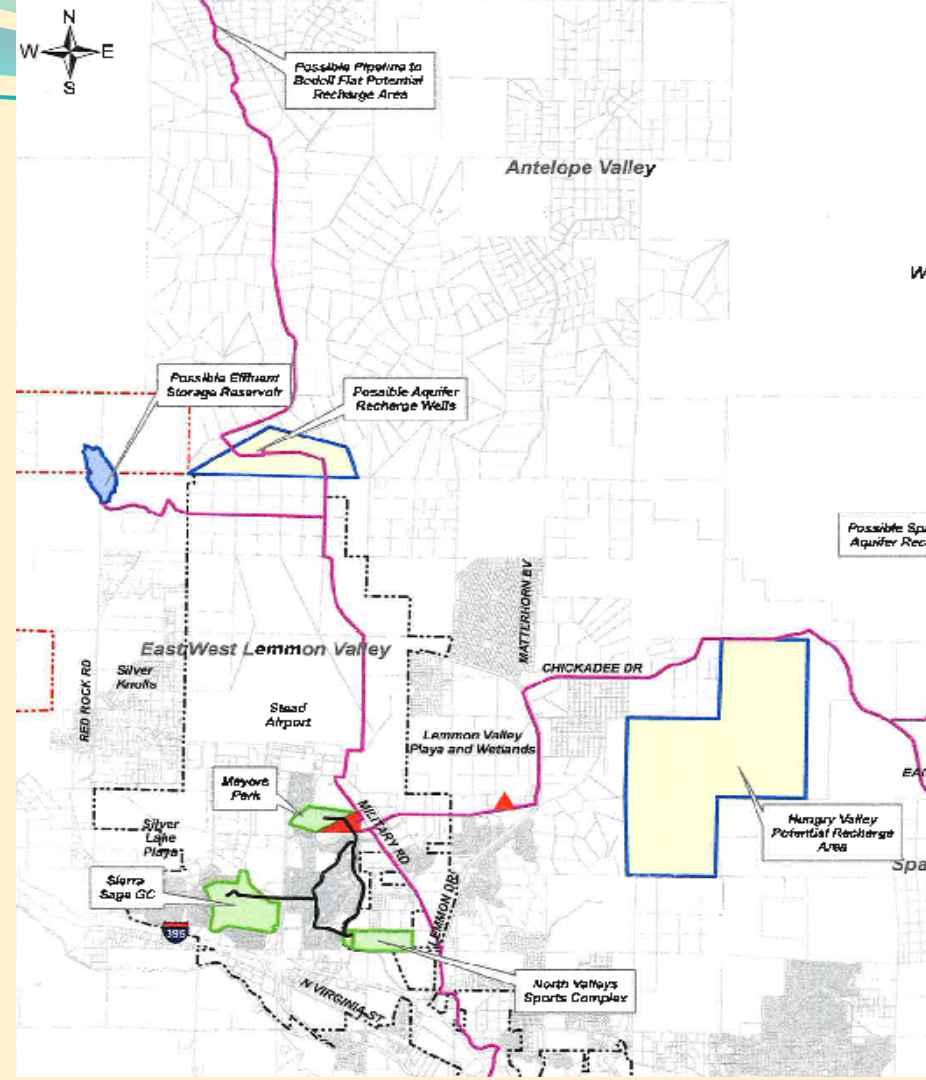 N
W E
S
Possible Pipeline to
Bedell Flat Potential
Recharge Area
Antelope Valley
W
Possible Effluent
Storage Reservoir
Possible Aquifer
Recharge Wells
Possible Spa
Aquifer Rec
MATTERHORN BV
East\West Lemmon Valley
CHICKADEE DR
RED ROCK RD
Silver
Knolls
Stead
Airport
Lemmon Valley
Playa and Wetlands
Mayors
Park
MILITARY RD
EAG
Hungry Valley
Potential Recharge
Area
Silver
Lake
Playa
Spa
Sierra
Sage GC
LEMMON DR
395
North Valleys
Sports Complex
N VIRGINIA ST